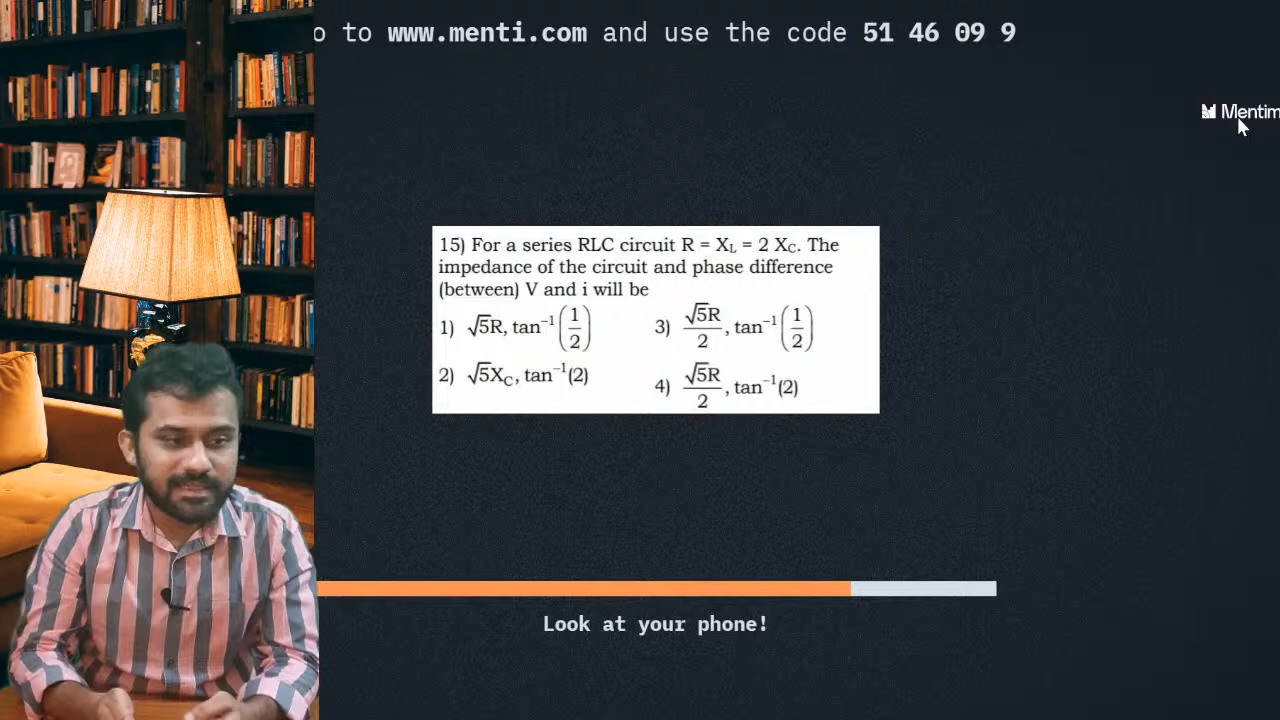 o to www.menti.com and use the code 51 46 09 9
Mentim
15) For a series RLC circuit R = X_L = 2 X_C. The
impedance of the circuit and phase difference
(between) V and i will be
1) √5R, tan⁻¹(1/2)
3) √5R/2, tan⁻¹(1/2)
2) √5X_C, tan⁻¹(2)
4) √5R/2, tan⁻¹(2)
Look at your phone!